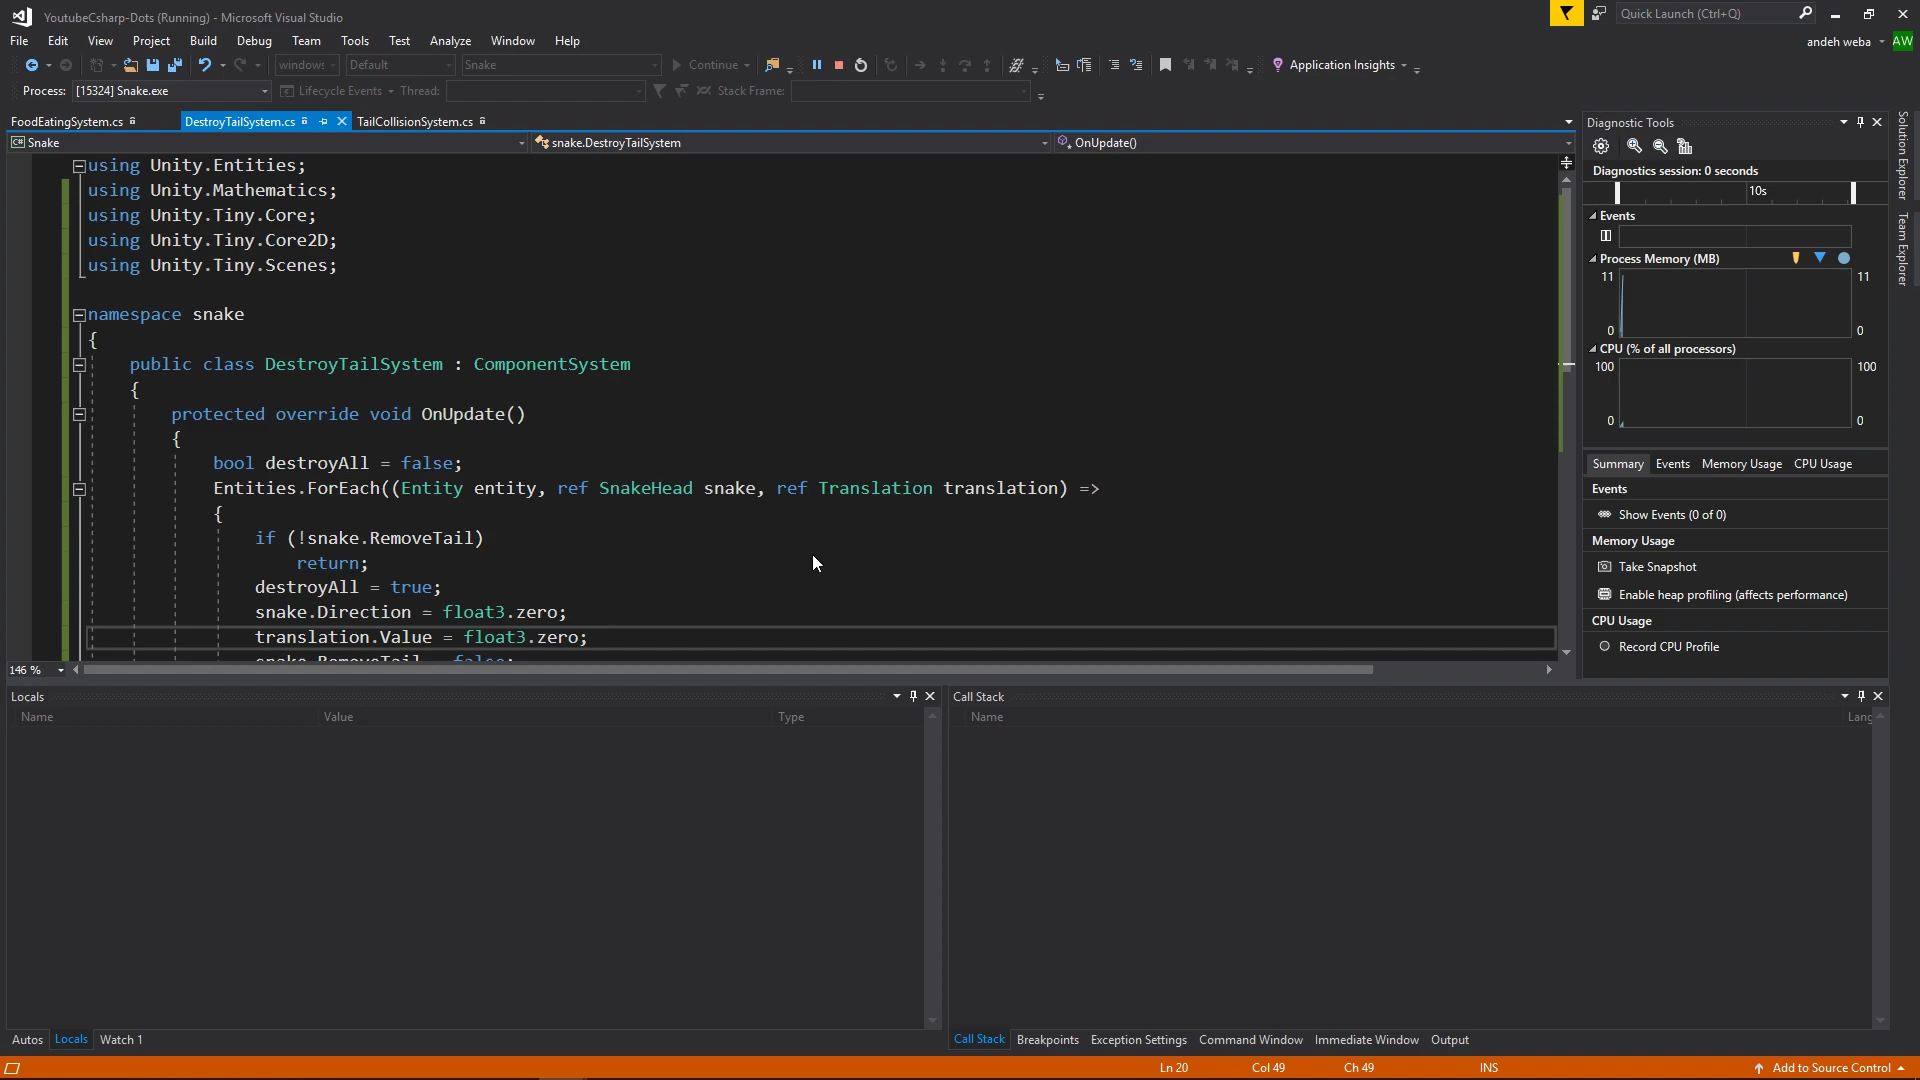 YoutubeCsharp-Dots (Running) - Microsoft Visual Studio
Quick Launch (Ctrl+Q)
File Edit View Project Build Debug Team Tools Test Analyze Window Help
andeh weba AW
windows Default Snake Continue Application Insights
Process: [15324] Snake.exe Lifecycle Events Thread: Stack Frame:
FoodEatingSystem.cs DestroyTailSystem.cs TailCollisionSystem.cs
Snake snake.DestroyTailSystem OnUpdate()
using Unity.Entities;
using Unity.Mathematics;
using Unity.Tiny.Core;
using Unity.Tiny.Core2D;
using Unity.Tiny.Scenes;
namespace snake
{
public class DestroyTailSystem : ComponentSystem
{
protected override void OnUpdate()
{
bool destroyAll = false;
Entities.ForEach((Entity entity, ref SnakeHead snake, ref Translation translation) =>
{
if (!snake.RemoveTail)
return;
destroyAll = true;
snake.Direction = float3.zero;
translation.Value = float3.zero;
snake.RemoveTail = false;
146 %
Diagnostic Tools
Diagnostics session: 0 seconds
10s
Events
Process Memory (MB)
11 11
0 0
CPU (% of all processors)
100 100
0 0
Summary Events Memory Usage CPU Usage
Events
Show Events (0 of 0)
Memory Usage
Take Snapshot
Enable heap profiling (affects performance)
CPU Usage
Record CPU Profile
Solution Explorer
Team Explorer
Locals
Name Value Type
Autos Locals Watch 1
Call Stack
Name Lang
Call Stack Breakpoints Exception Settings Command Window Immediate Window Output
Ln 20 Col 49 Ch 49 INS Add to Source Control